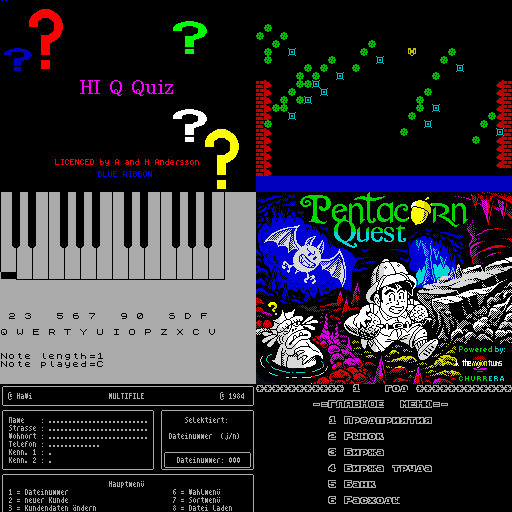 ?
?
?
HI Q Quiz
?
?
LICENCED by A and H Andersson
BLUE RIBBON
2 3 5 6 7 9 0 S D F
Q W E R T Y U I O P Z X C V
Note length=1
Note played=C
Pentacorn
Quest
?
Powered by:
the mojon twins
CHURRERA
@ HaWi MULTIFILE @ 1984
Name :
Strasse :
Wohnort :
Telefon :
Kenn. 1 : .
Kenn. 2 : .
Selektiert:
Dateinummer (j/n)
Dateinummer: 000
Hauptmenü
1 = Dateinummer
2 = neuer Kunde
3 = Kundendaten ändern
6 = Wahlmenü
7 = Sortmenü
8 = Datei laden
************ 1 ГОД ************
-=ГЛАВНОЕ МЕНЮ=-
1 Предприятия
2 Рынок
3 Биржа
4 Биржа труда
5 Банк
6 Расходы